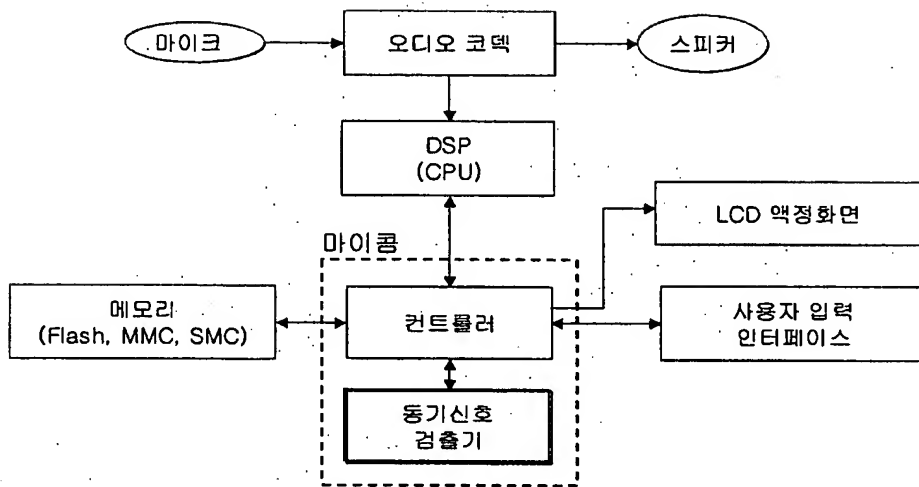 마이크
오디오 코덱
스피커
DSP
(CPU)
LCD 액정화면
마이콤
메모리
(Flash, MMC, SMC)
컨트롤러
사용자 입력
인터페이스
동기신호
검출기